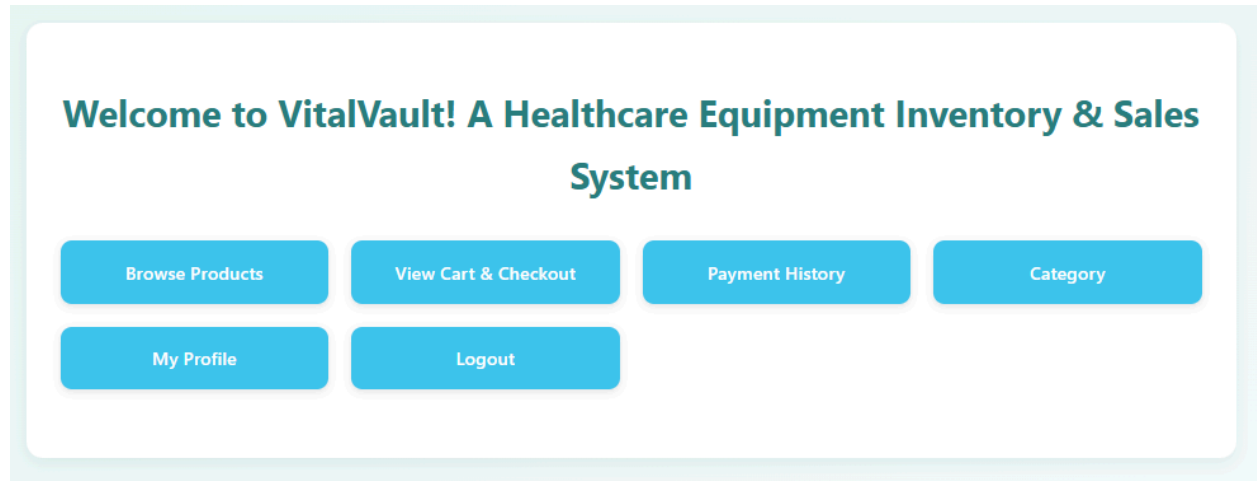 Welcome to VitalVault! A Healthcare Equipment Inventory & Sales
System
Browse Products
View Cart & Checkout
Payment History
Category
My Profile
Logout